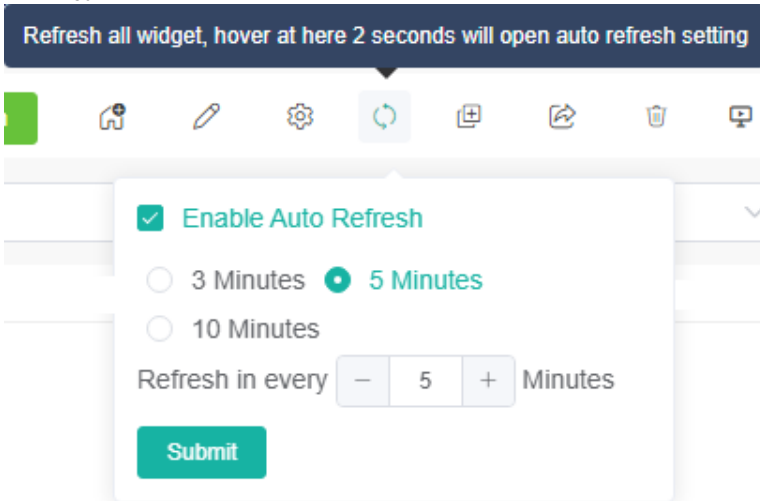 Refresh all widget, hover at here 2 seconds will open auto refresh setting
Enable Auto Refresh
3 Minutes 5 Minutes
10 Minutes
Refresh in every - 5 + Minutes
Submit